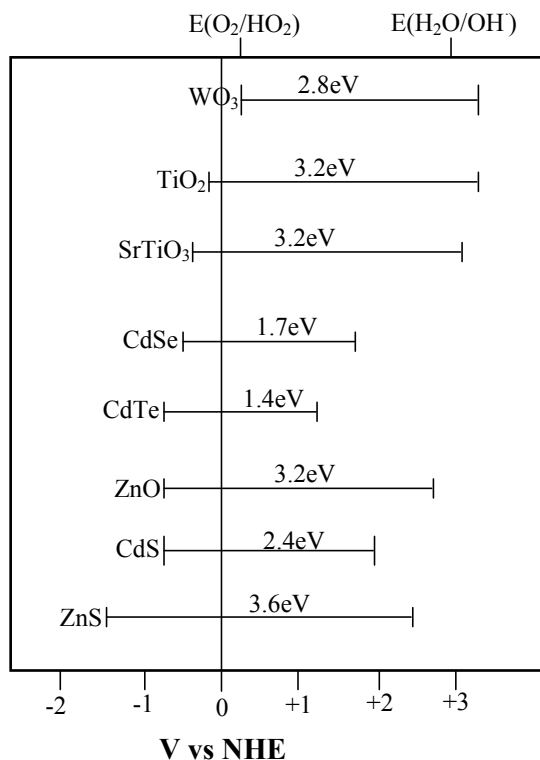 E(O₂/HO₂) E(H₂O/OH·)
WO₃ 2.8eV
TiO₂ 3.2eV
SrTiO₃ 3.2eV
CdSe 1.7eV
CdTe 1.4eV
ZnO 3.2eV
CdS 2.4eV
ZnS 3.6eV
-2 -1 0 +1 +2 +3
V vs NHE